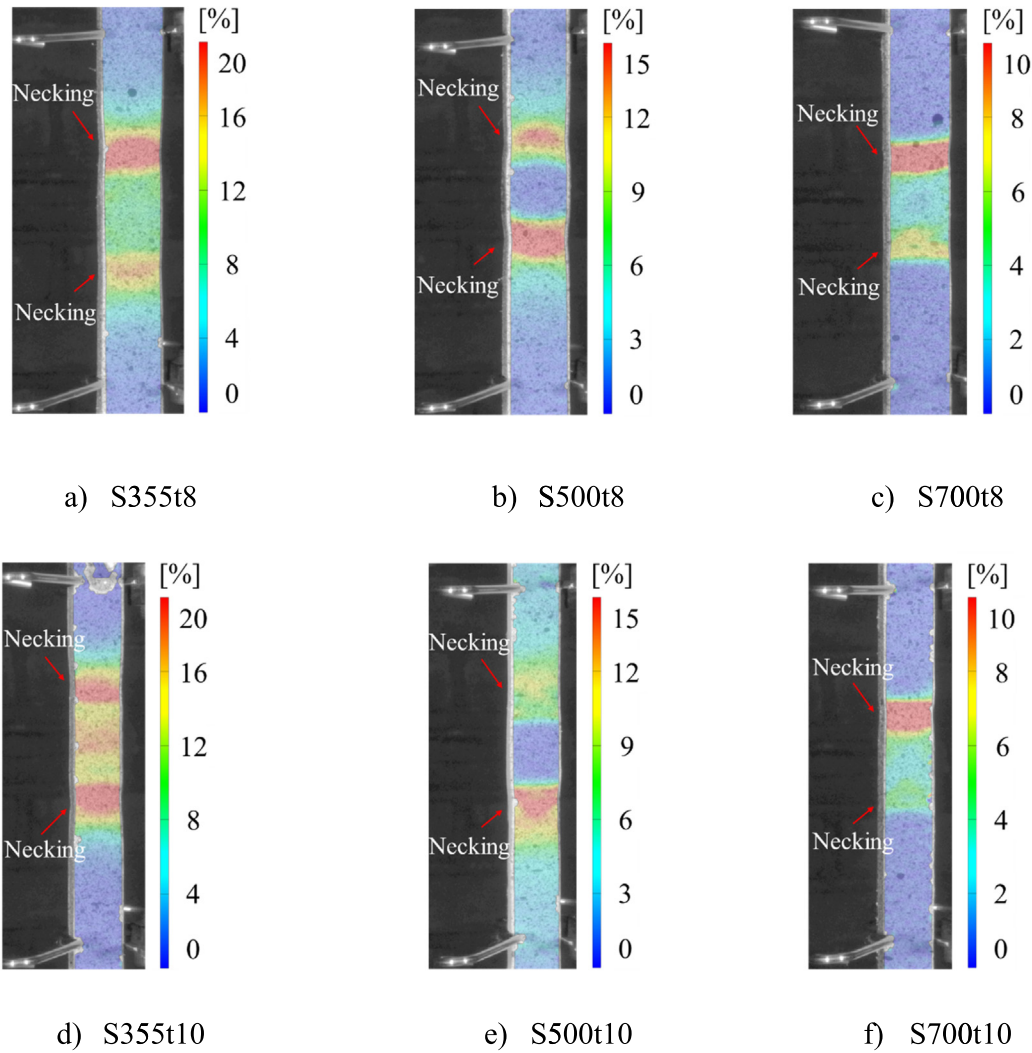 [%]
20
16
12
8
4
0
Necking
Necking
a) S355t8
[%]
15
12
9
6
3
0
Necking
Necking
b) S500t8
[%]
10
8
6
4
2
0
Necking
Necking
c) S700t8
[%]
20
16
12
8
4
0
Necking
Necking
d) S355t10
[%]
15
12
9
6
3
0
Necking
Necking
e) S500t10
[%]
10
8
6
4
2
0
Necking
Necking
f) S700t10